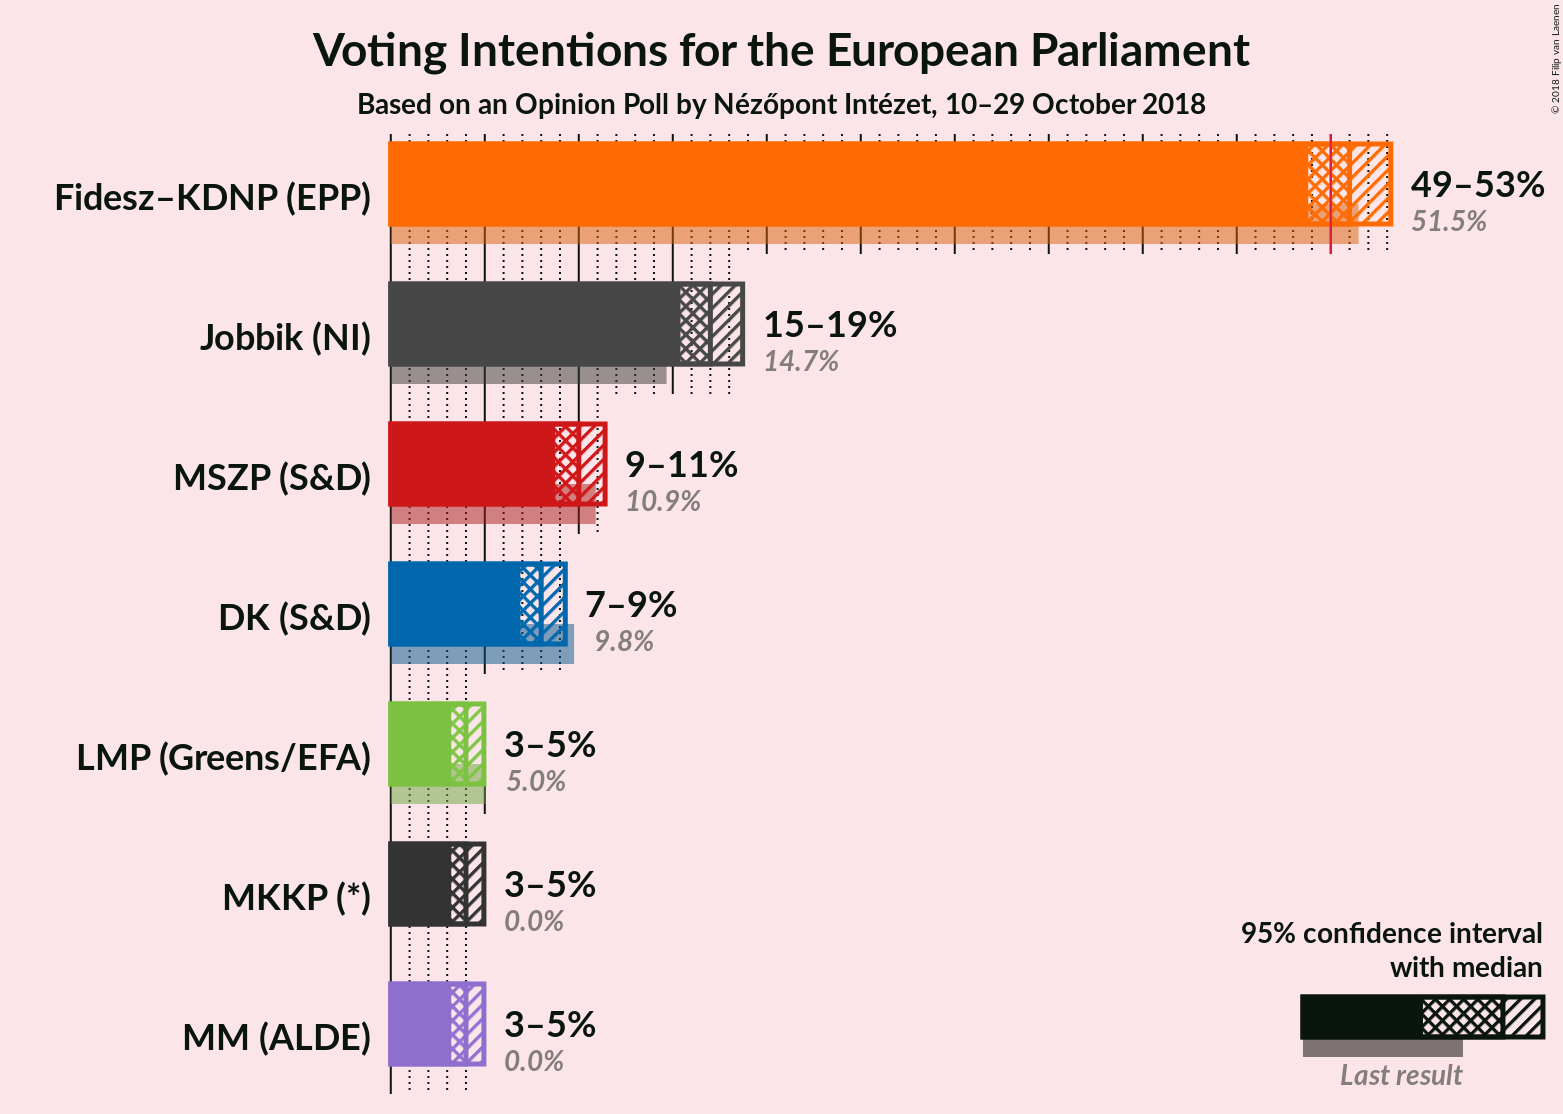 Voting Intentions for the European Parliament
Based on an Opinion Poll by Nézőpont Intézet, 10–29 October 2018
© 2018 Filip van Laenen
Fidesz–KDNP (EPP)
49–53%
51.5%
Jobbik (NI)
15–19%
14.7%
MSZP (S&D)
9–11%
10.9%
DK (S&D)
7–9%
9.8%
LMP (Greens/EFA)
3–5%
5.0%
MKKP (*)
3–5%
0.0%
MM (ALDE)
3–5%
0.0%
95% confidence interval
with median
Last result